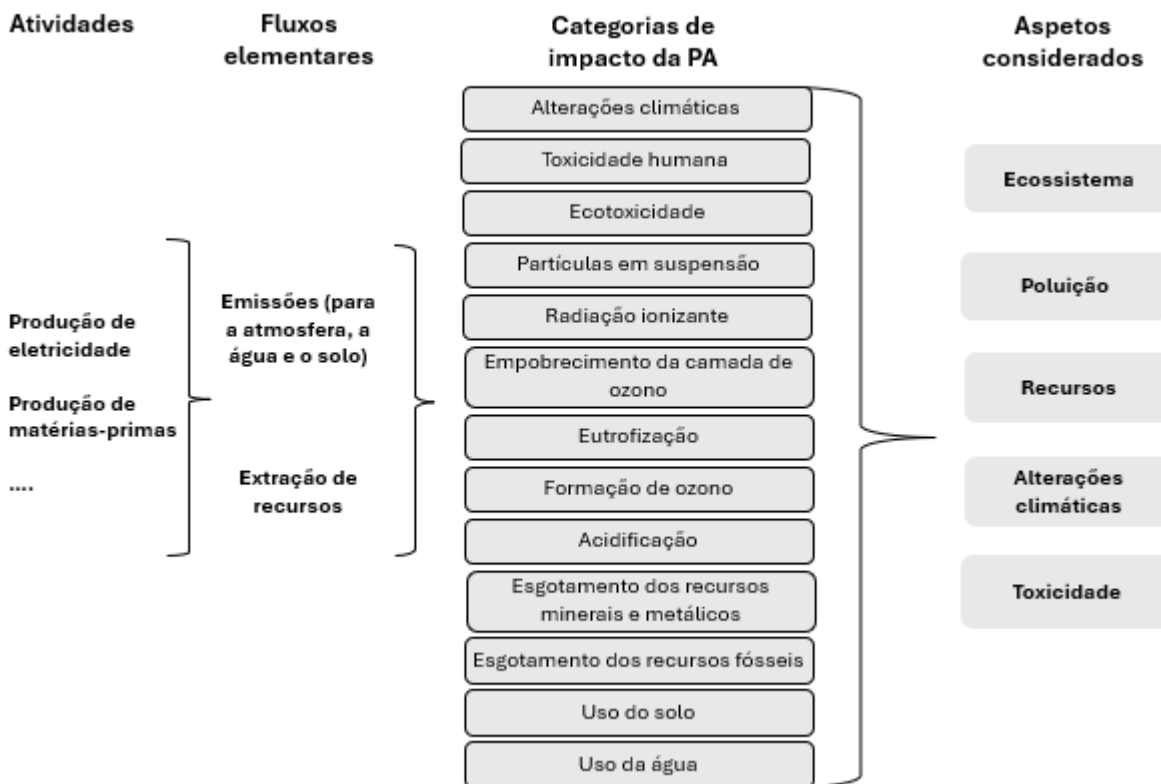 Atividades
Fluxos
elementares
Categorias de
impacto da PA
Aspetos
considerados
Produção de
eletricidade
Produção de
matérias-primas
....
Emissões (para
a atmosfera, a
água e o solo)
Extração de
recursos
Alterações climáticas
Toxicidade humana
Ecotoxicidade
Partículas em suspensão
Radiação ionizante
Empobrecimento da camada de
ozono
Eutrofização
Formação de ozono
Acidificação
Esgotamento dos recursos
minerais e metálicos
Esgotamento dos recursos fósseis
Uso do solo
Uso da água
Ecossistema
Poluição
Recursos
Alterações
climáticas
Toxicidade